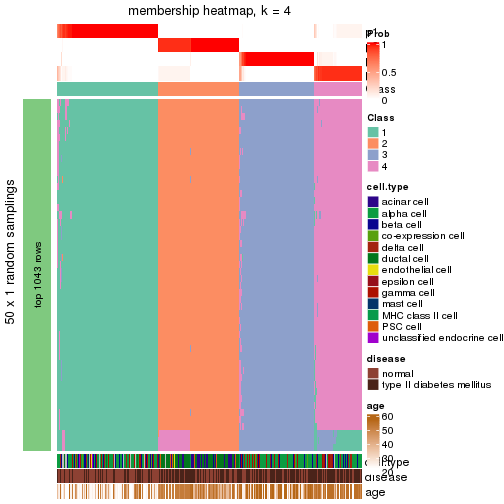 membership heatmap, k = 4
50 x 1 random samplings
top 1043 rows
Prob
1
0.5
0
Class
1
2
3
4
cell.type
acinar cell
alpha cell
beta cell
co-expression cell
delta cell
ductal cell
endothelial cell
epsilon cell
gamma cell
mast cell
MHC class II cell
PSC cell
unclassified endocrine cell
disease
normal
type II diabetes mellitus
age
60
50
40
30
20
cell.type
disease
age